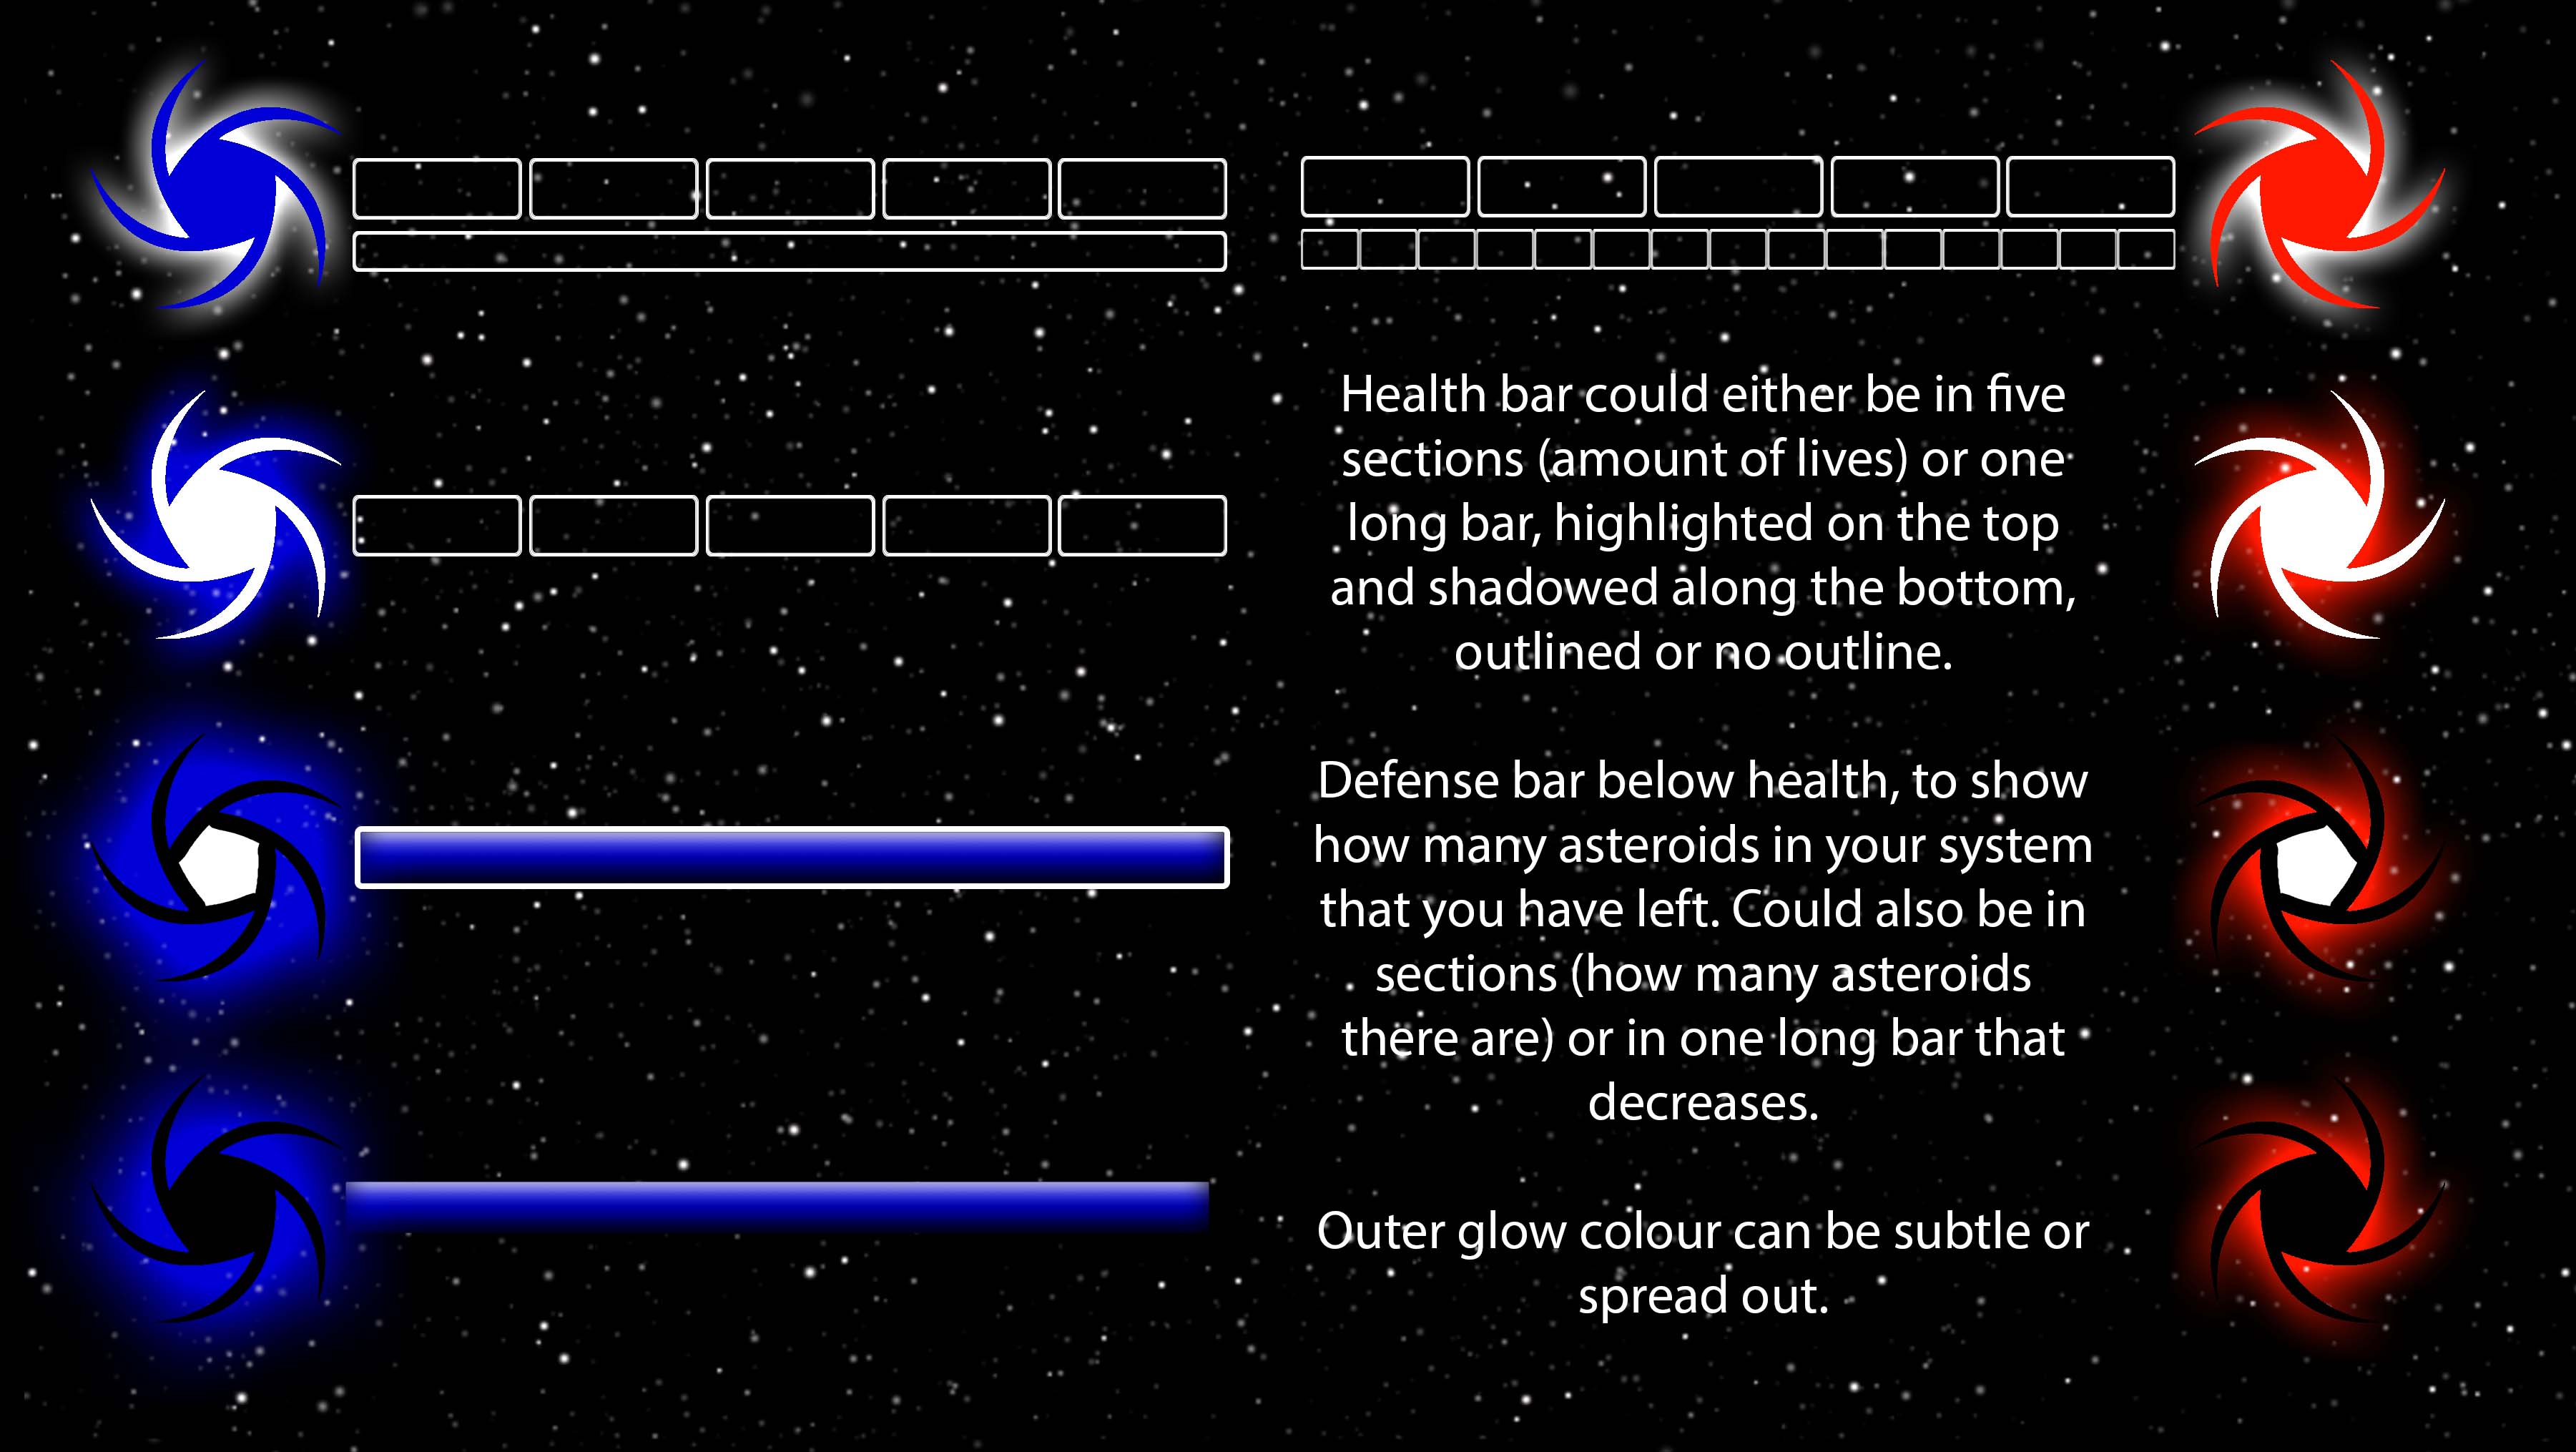 Health bar could either be in five
sections (amount of lives) or one
long bar, highlighted on the top
and shadowed along the bottom,
outlined or no outline.
Defense bar below health, to show
how many asteroids in your system
that you have left. Could also be in
sections (how many asteroids
there are) or in one long bar that
decreases.
Outer glow colour can be subtle or
spread out.